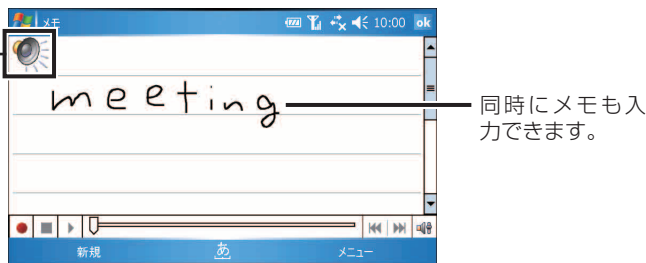 メモ 10:00 ok
meeting
同時にメモも入
力できます。
新規 あ メニュー